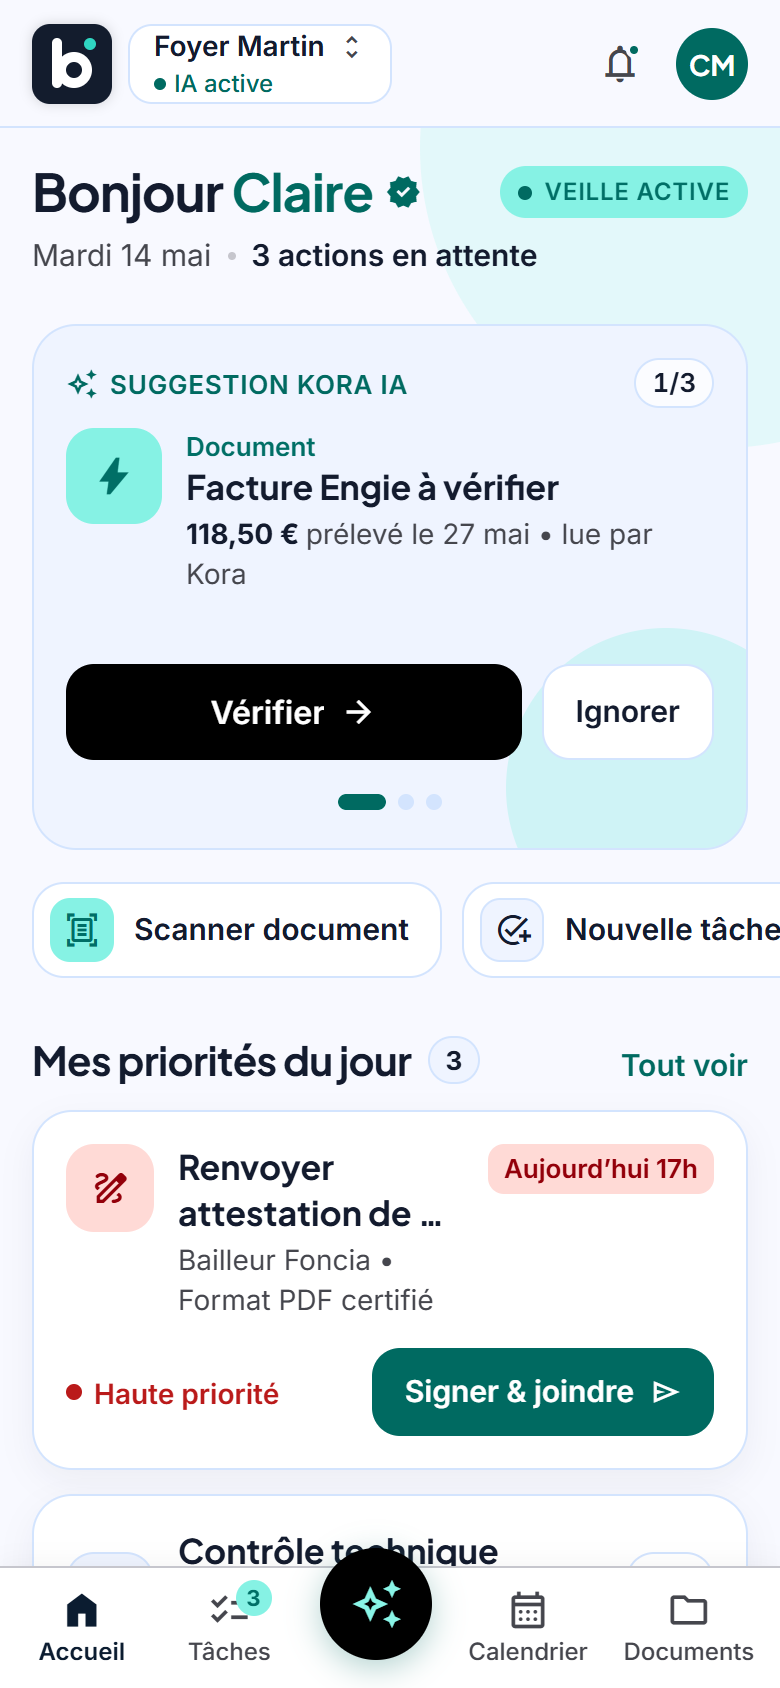 b
Foyer Martin
IA active
CM
Bonjour Claire
VEILLE ACTIVE
Mardi 14 mai • 3 actions en attente
SUGGESTION KORA IA
1/3
Document
Facture Engie à vérifier
118,50 € prélevé le 27 mai • lue par
Kora
Vérifier →
Ignorer
Scanner document
Nouvelle tâche
Mes priorités du jour
3
Tout voir
Renvoyer
attestation de ...
Aujourd’hui 17h
Bailleur Foncia •
Format PDF certifié
Haute priorité
Signer & joindre
Contrôle technique
Accueil
3
Tâches
Calendrier
Documents